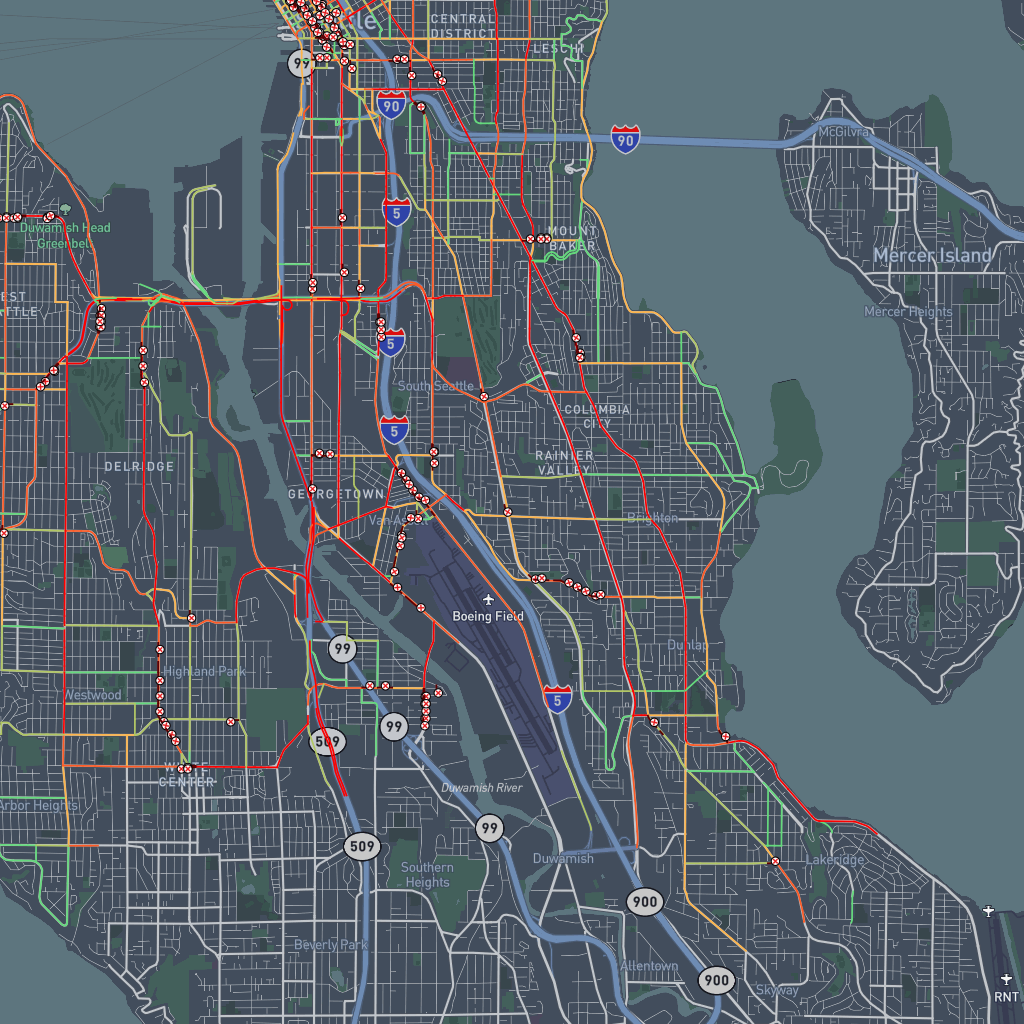 tle
CENTRAL
DISTRICT
LESCHI
99
90
90
McGilvra
5
Duwamish Head
Greenbelt
MOUNT
BAKER
Mercer Island
EST
TTLE
Mercer Heights
5
South Seattle
COLUMBIA
CITY
5
DELRIDGE
RAINIER
VALLEY
GEORGETOWN
Brighton
Boeing Field
99
Dunlap
Highland Park
Westwood
5
99
509
WHITE
CENTER
Duwamish River
Arbor Heights
99
509
Duwamish
Lakeridge
Southern
Heights
900
Beverly Park
Allentown
900
Skyway
RNT